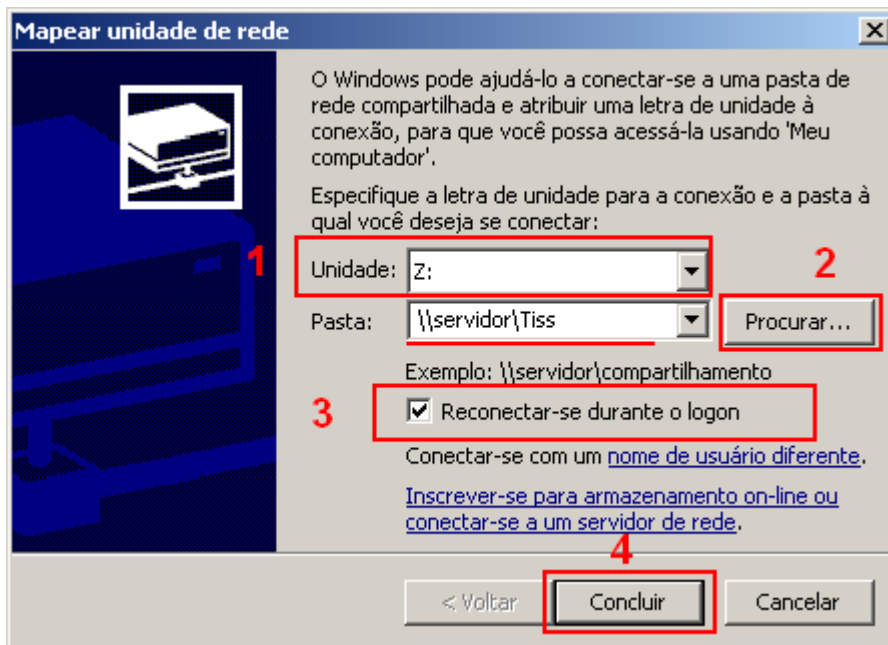 Mapear unidade de rede
O Windows pode ajudá-lo a conectar-se a uma pasta de
rede compartilhada e atribuir uma letra de unidade à
conexão, para que você possa acessá-la usando 'Meu
computador'.
Especifique a letra de unidade para a conexão e a pasta à
qual você deseja se conectar:
1 Unidade: Z:
2
Pasta: \\servidor\Tiss Procurar...
Exemplo: \\servidor\compartilhamento
3 Reconectar-se durante o logon
Conectar-se com um nome de usuário diferente.
Inscrever-se para armazenamento on-line ou
conectar-se a um servidor de rede.
4
< Voltar Concluir Cancelar